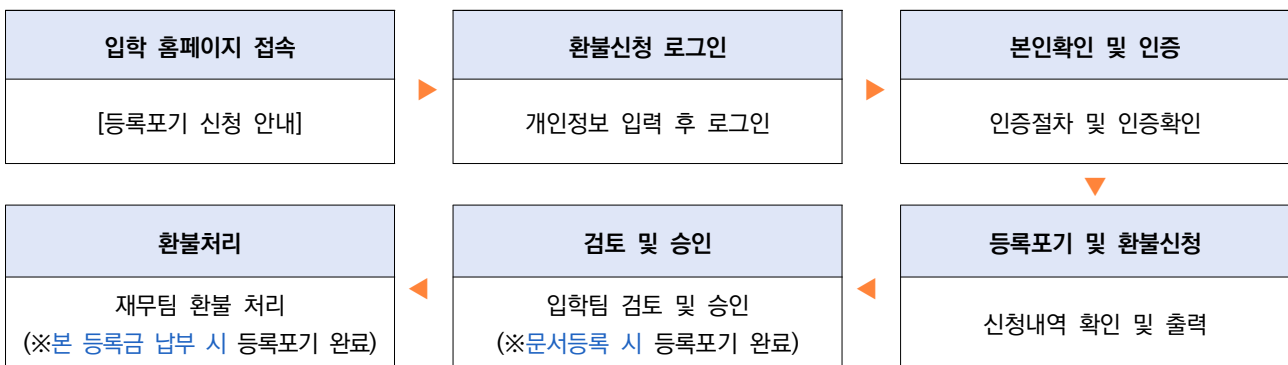 입학 홈페이지 접속
[등록포기 신청 안내]
환불신청 로그인
개인정보 입력 후 로그인
본인확인 및 인증
인증절차 및 인증확인
등록포기 및 환불신청
신청내역 확인 및 출력
검토 및 승인
입학팀 검토 및 승인
(※문서등록 시 등록포기 완료)
환불처리
재무팀 환불 처리
(※본 등록금 납부 시 등록포기 완료)